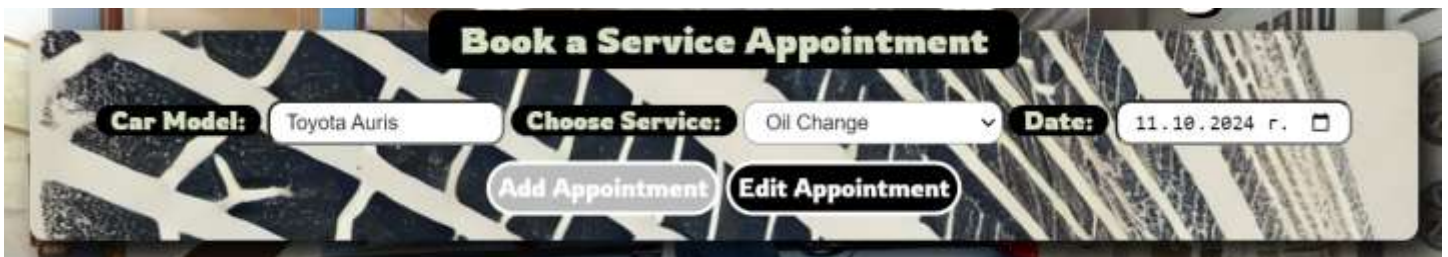 Book a Service Appointment
Car Model: Toyota Auris Choose Service: Oil Change Date: 11.10.2024 г.
Add Appointment Edit Appointment